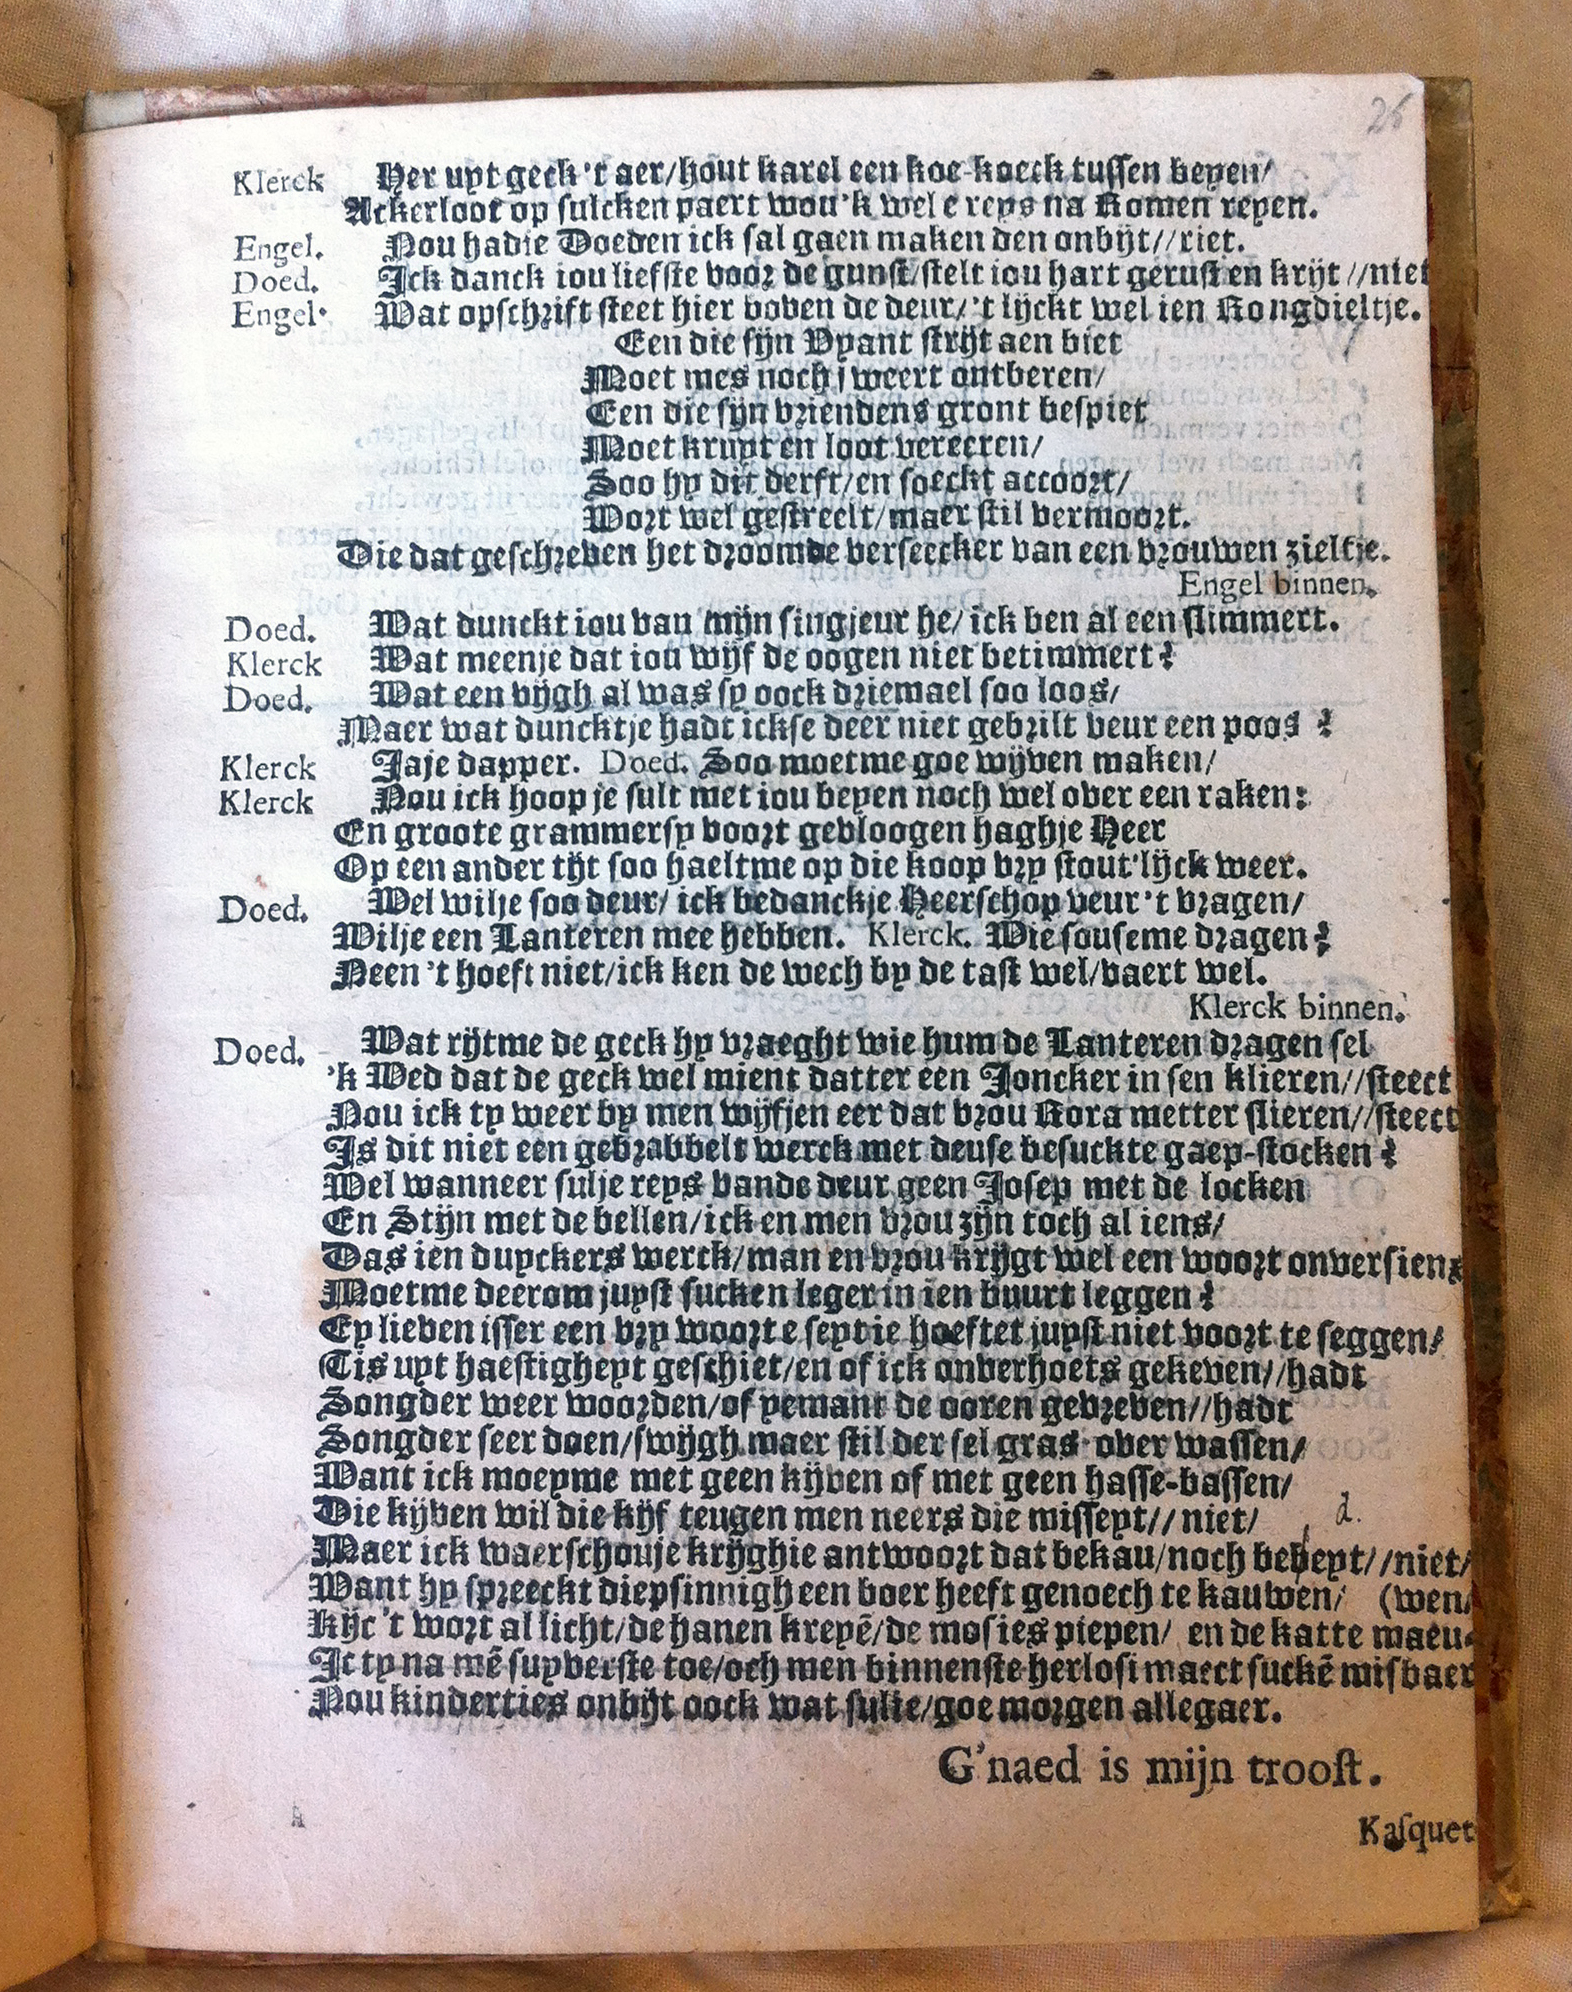 26
Klerck Her uyt geck 't aer/hout karel een koe-koeck tussen beyen/
Ackerloot op sulcken paert wou 'k wel e reys na Romen reyen.
Engel. Nou hadie Doeden ick sal gaen maken den onbijt//riet.
Doed. Ick danck iou liefste voor de gunst/stelt iou hart gerust en krijt //niet
Engel. Wat opschrift steet hier boven de deur/ 't lijckt wel ien Rongdieltje.
Een die sijn Vyant strijt aen biet
Moet mes noch sweert ontberen/
Een die sijn vriendens gront bespiet
Moet kruyt en loot vereeren/
Soo hy dit derft/en soeckt accoort/
Wort wel gestreelt/maer stil vermoort.
Die dat geschreven het droomde verseecker van een vrouwen zieltje.
Engel binnen.
Doed. Wat dunckt iou van mijn singjeur he/ ick ben al een slimmert.
Klerck Wat meenje dat iou wijf de oogen niet betimmert?
Doed. Wat een vijgh al was sy oock driemael soo loos/
Maer wat duncktje hadt ickse deer niet gebrilt veur een poos?
Klerck Jaje dapper. Doed. Soo moetme goe wijven maken/
Klerck Nou ick hoop je sult met iou beyen noch wel over een raken:
En groote grammersy voort gevloogen haghje Heer
Op een ander tijt soo haeltme op die koop vry stout'lijck weer.
Doed. Wel wilje soo deur/ ick bedanckje Heerschop veur 't vragen/
Wilje een Lanteren mee hebben. Klerck. Wie souseme dragen?
Neen 't hoeft niet/ick ken de wech by de tast wel/vaert wel.
Klerck binnen.
Doed. Wat rijtme de geck hy vraeght wie hum de Lanteren dragen sel
'k Wed dat de geck wel mient datter een Joncker in sen klieren//steect
Nou ick ty weer by men wijfjen eer dat vrou Kora metter slieren//steect
Is dit niet een gebrabbelt werck met deuse besuckte gaep-stocken?
Wel wanneer sulje reys vande deur geen Josep met de locken
En Stijn met de bellen/ick en men vrou zijn toch al iens/
Das ien duyckers werck/man en vrou krijgt wel een woort onversiens
Moetme deerom juyst sucken leger in ien buurt leggen?
Ey lieven isser een vry woort e seyt ie hoeftet juyst niet voort te seggen/
Tis uyt haestigheyt geschiet/en of ick onverhoets gekeven//hadt
Songder weer woorden/of yemant de ooren gevreven//hadt
Songder seer doen/swijgh maer stil der sel gras over wassen/
Want ick moeyme met geen kijven of met geen hasse-bassen/
Die kijven wil die kijf teugen men neers die misseyt// niet/
d.
Maer ick waerschouje krijghie antwoort dat bekau/noch beheyt//niet/
Want hy spreeckt diepsinnigh een boer heeft genoech te kauwen/ (wen/
Kijc 't wort al licht/de hanen kreyē/de mosies piepen/ en de katte maeu-
Ic ty na mē suyverste toe/och men binnenste herlosi maect suckē misbaer
Nou kinderties onbijt oock wat sulie/goe morgen allegaer.
G'naed is mijn troost.
Kasquet